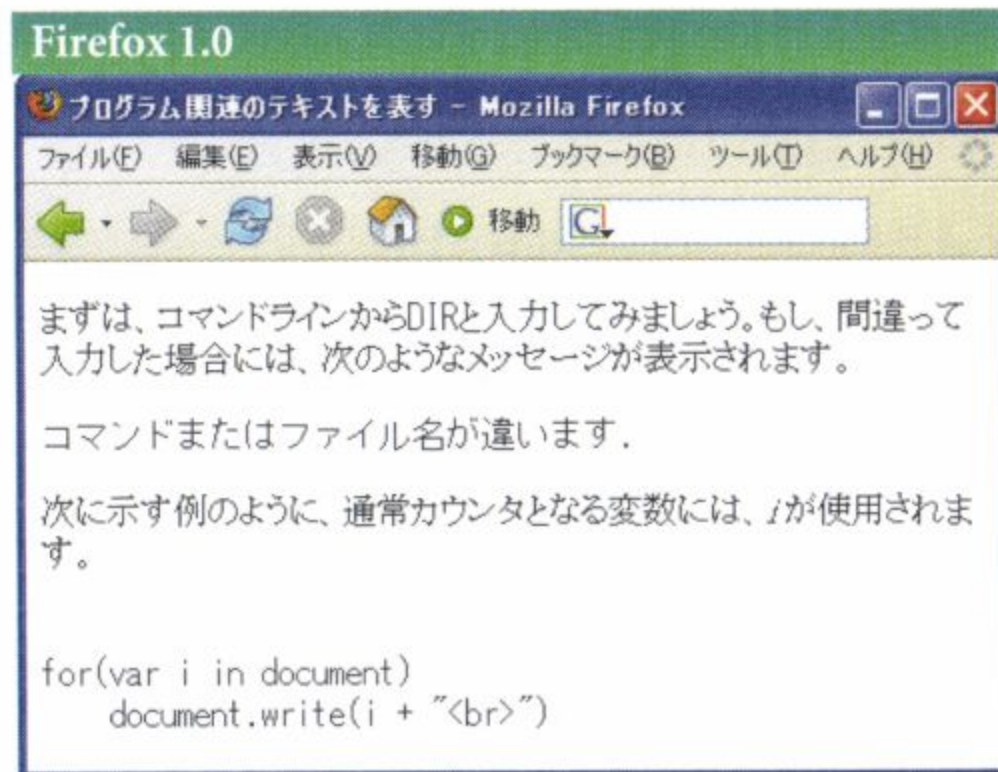 Firefox 1.0
プログラム関連のテキストを表す - Mozilla Firefox
ファイル(F) 編集(E) 表示(V) 移動(G) ブックマーク(B) ツール(T) ヘルプ(H)
移動 G
まずは、コマンドラインからDIRと入力してみましょう。もし、間違って
入力した場合には、次のようなメッセージが表示されます。
コマンドまたはファイル名が違います.
次に示す例のように、通常カウンタとなる変数には、iが使用されま
す。
for(var i in document)
    document.write(i + "<br>")